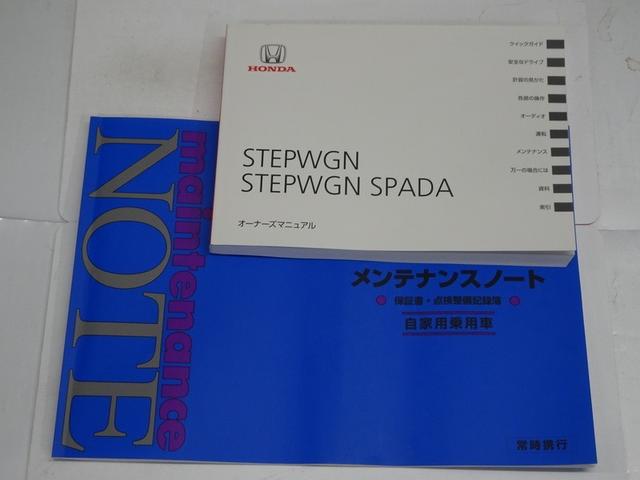 HONDA
STEPWGN
STEPWGN SPADA
オーナーズマニュアル
クイックガイド
安全なドライブ
計器の見かた
各部の操作
オーディオ
運転
メンテナンス
万一の場合には
資料
索引
maintenance
NOTE
メンテナンスノート
保証書・点検整備記録簿
自家用乗用車
常時携行